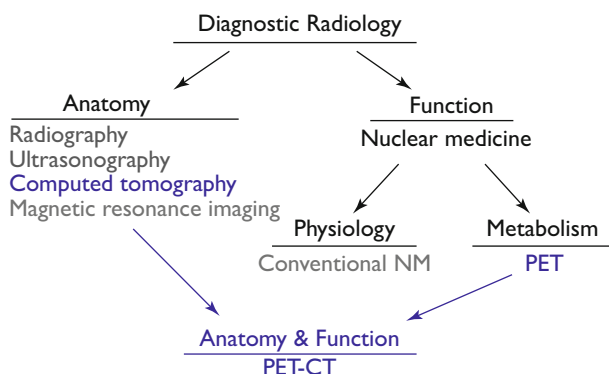 Diagnostic Radiology
Anatomy
Radiography
Ultrasonography
Computed tomography
Magnetic resonance imaging
Function
Nuclear medicine
Physiology
Conventional NM
Metabolism
PET
Anatomy & Function
PET-CT